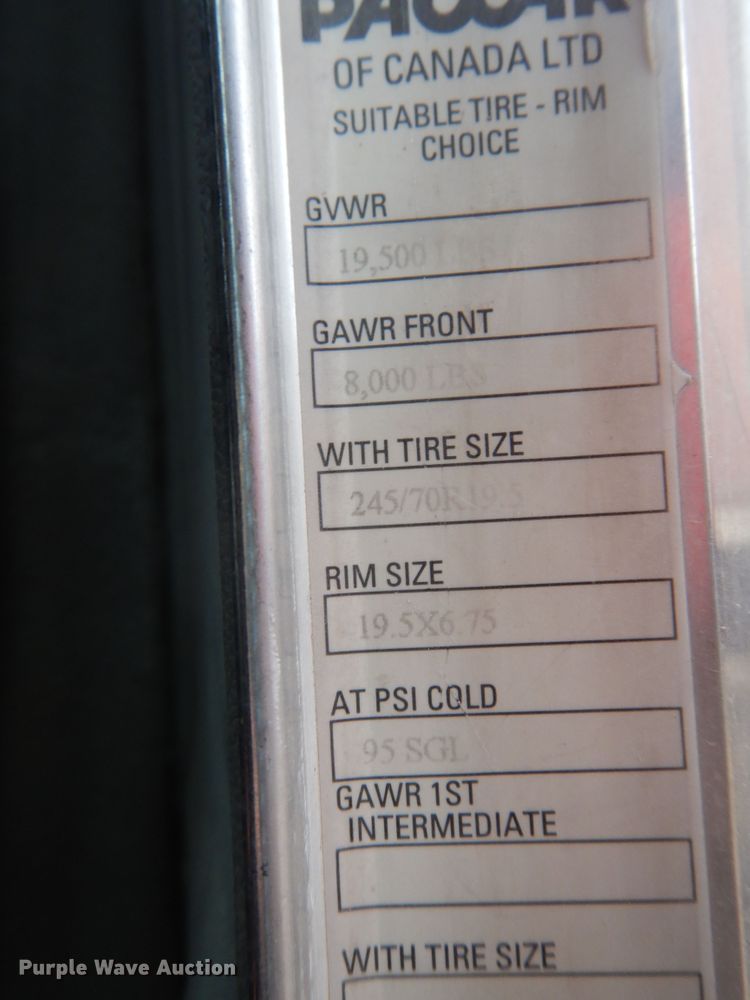 PACCAR
OF CANADA LTD
SUITABLE TIRE - RIM
CHOICE
GVWR
19,500 LBS
GAWR FRONT
8,000 LBS
WITH TIRE SIZE
245/70R19.5
RIM SIZE
19.5X6.75
AT PSI COLD
95 SGL
GAWR 1ST
INTERMEDIATE
WITH TIRE SIZE
Purple Wave Auction